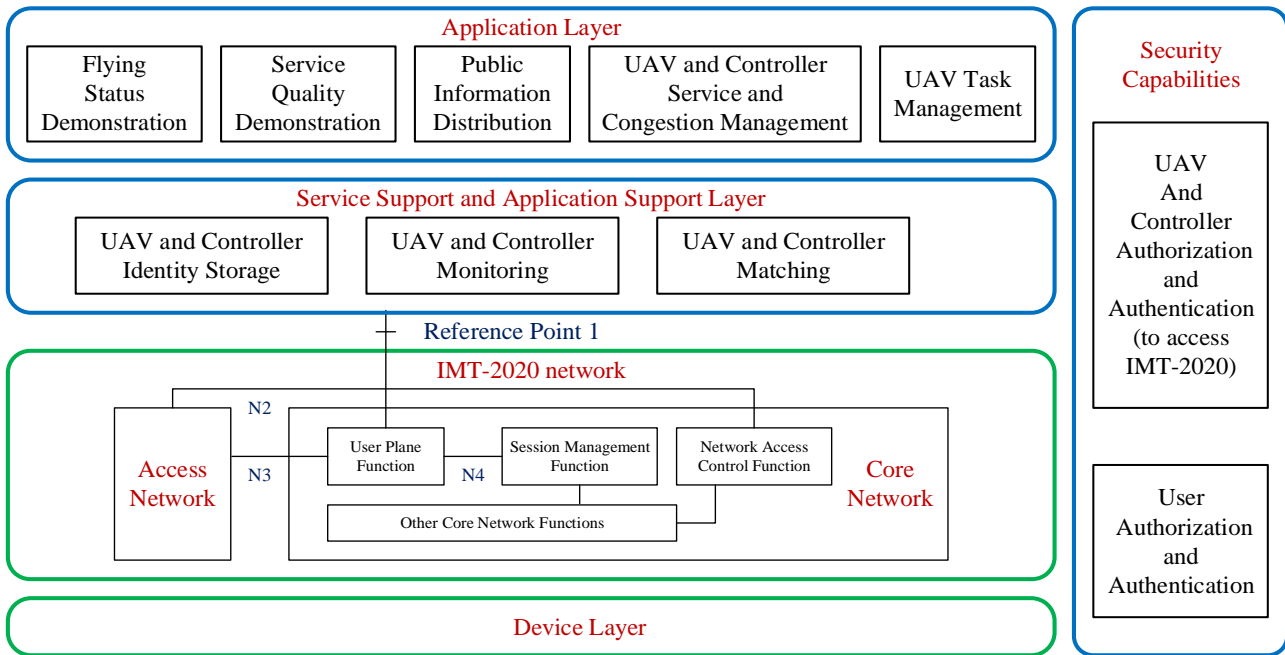 Application Layer
Flying
Status
Demonstration
Service
Quality
Demonstration
Public
Information
Distribution
UAV and Controller
Service and
Congestion Management
UAV Task
Management
Service Support and Application Support Layer
UAV and Controller
Identity Storage
UAV and Controller
Monitoring
UAV and Controller
Matching
Reference Point 1
IMT-2020 network
N2
Access
Network
N3
User Plane
Function
N4
Session Management
Function
Network Access
Control Function
Core
Network
Other Core Network Functions
Device Layer
Security
Capabilities
UAV
And
Controller
Authorization
and
Authentication
(to access
IMT-2020)
User
Authorization
and
Authentication